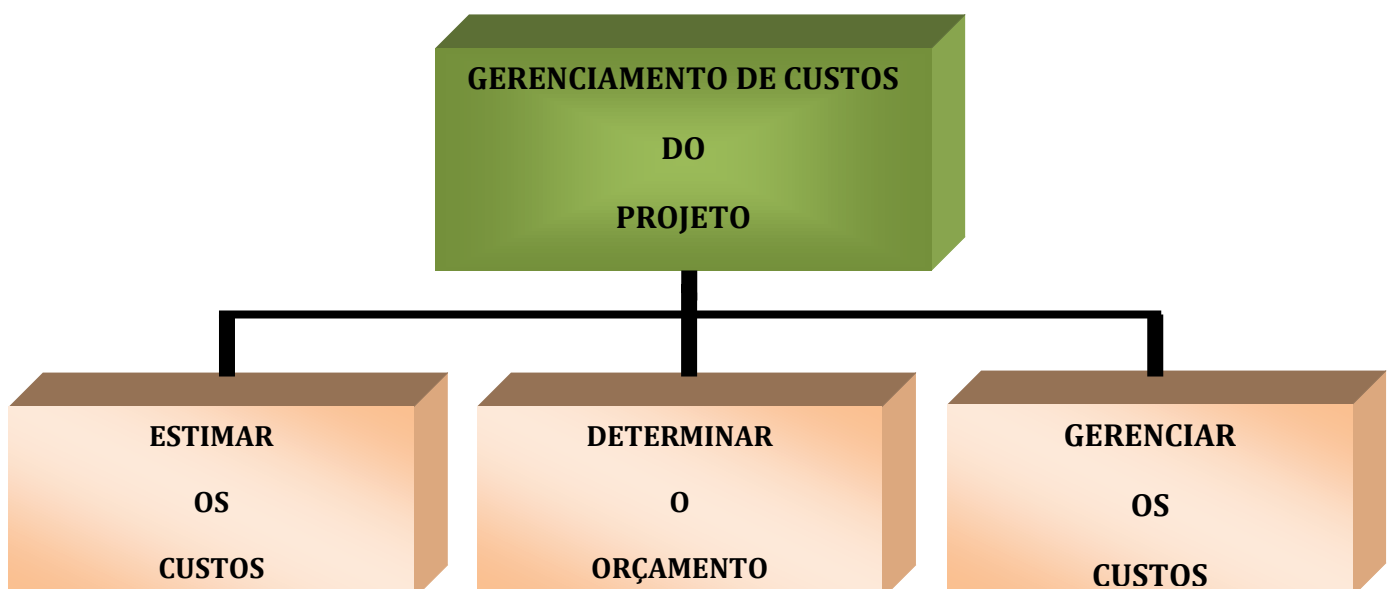 GERENCIAMENTO DE CUSTOS
DO
PROJETO
ESTIMAR
OS
CUSTOS
DETERMINAR
O
ORÇAMENTO
GERENCIAR
OS
CUSTOS